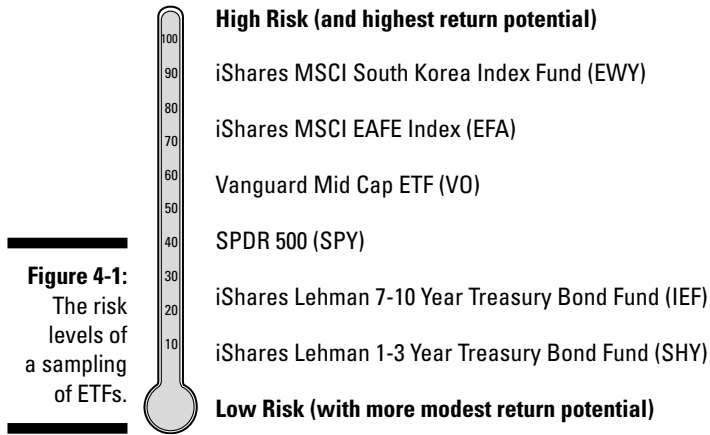 High Risk (and highest return potential)
100
90
iShares MSCI South Korea Index Fund (EWY)
80
iShares MSCI EAFE Index (EFA)
70
60
Vanguard Mid Cap ETF (VO)
50
40
SPDR 500 (SPY)
30
iShares Lehman 7-10 Year Treasury Bond Fund (IEF)
20
10
iShares Lehman 1-3 Year Treasury Bond Fund (SHY)
Low Risk (with more modest return potential)
Figure 4-1:
The risk
levels of
a sampling
of ETFs.